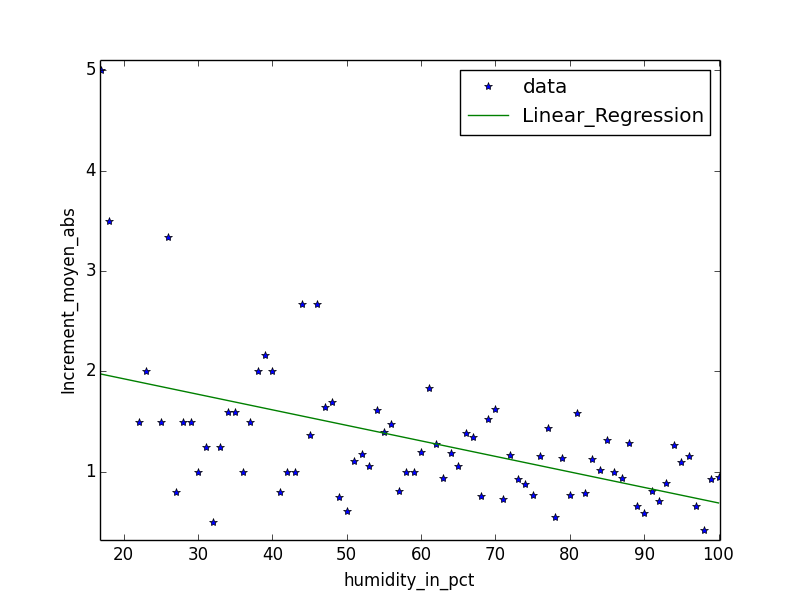 data
Linear_Regression
5
4
3
2
1
Increment_moyen_abs
20 30 40 50 60 70 80 90 100
humidity_in_pct